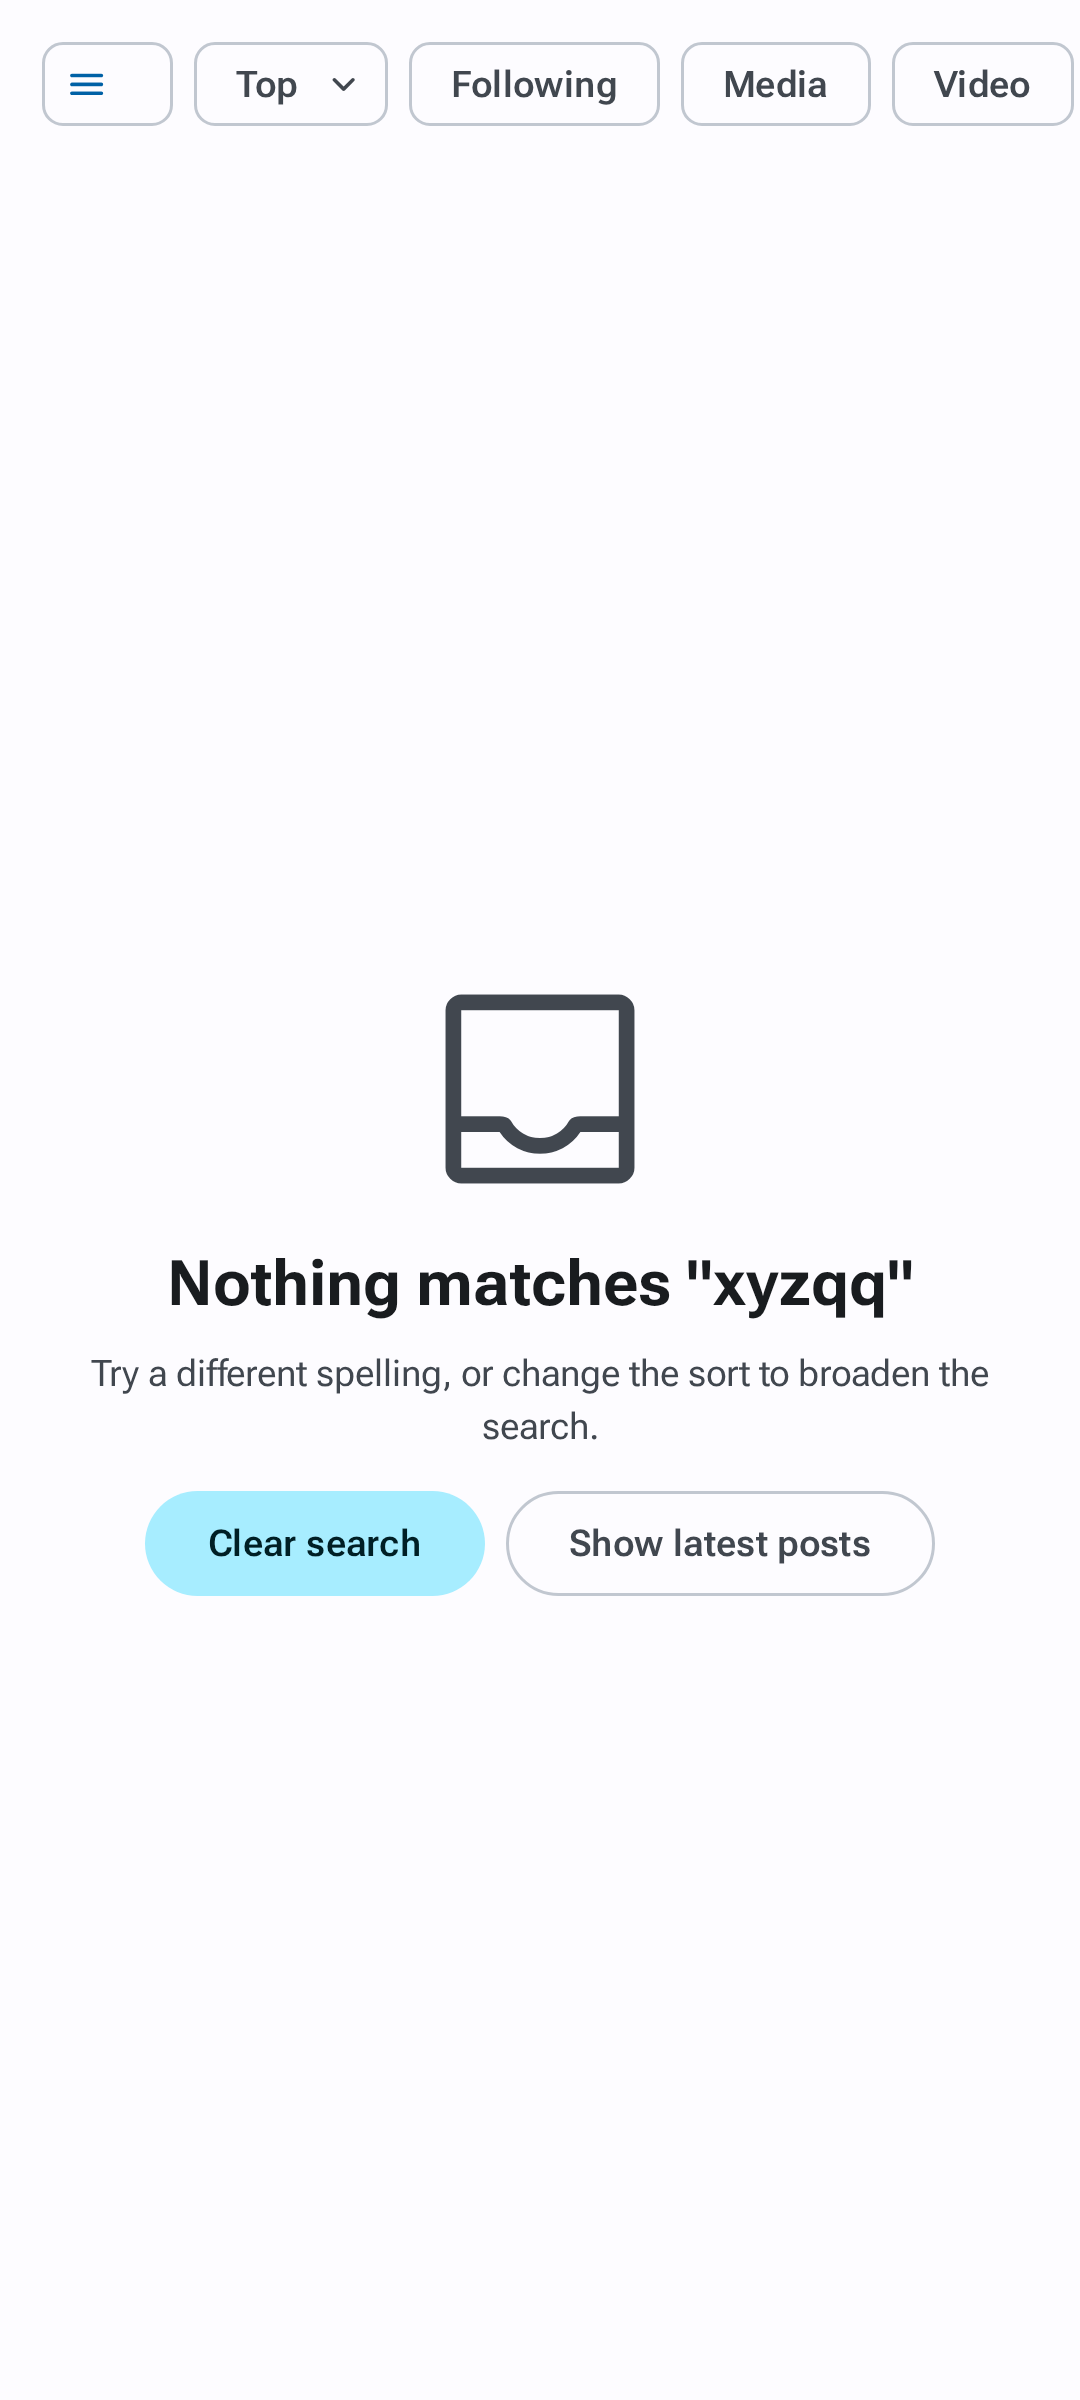 Top Following Media Video
Nothing matches "xyzqq"
Try a different spelling, or change the sort to broaden the
search.
Clear search Show latest posts